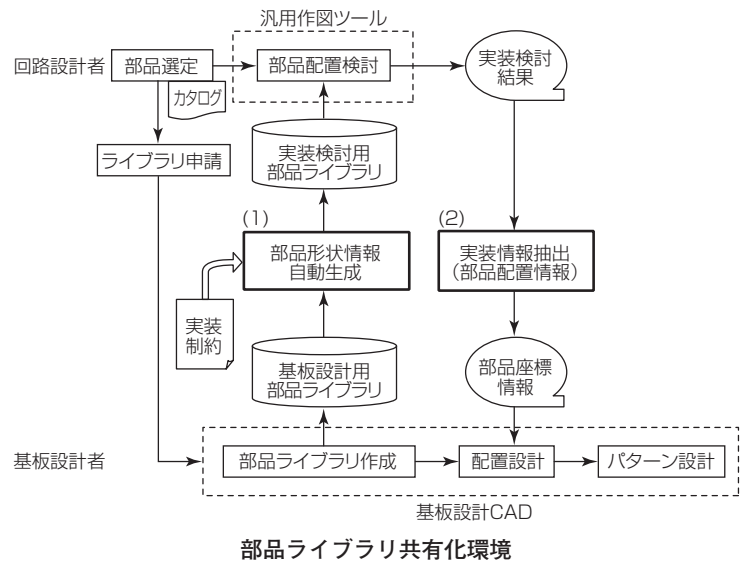 汎用作図ツール
回路設計者
部品選定
カタログ
部品配置検討
実装検討
結果
ライブラリ申請
実装検討用
部品ライブラリ
(1)
部品形状情報
自動生成
(2)
実装情報抽出
（部品配置情報）
実装
制約
基板設計用
部品ライブラリ
部品座標
情報
基板設計者
部品ライブラリ作成
配置設計
パターン設計
基板設計CAD
部品ライブラリ共有化環境